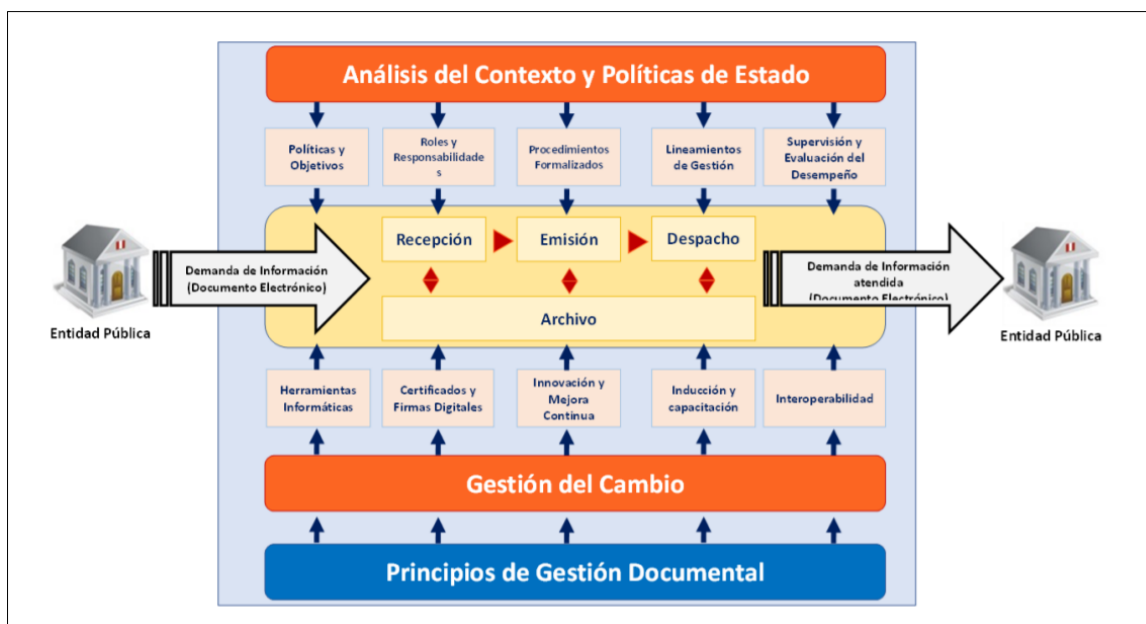 Análisis del Contexto y Políticas de Estado
Políticas y
Objetivos
Roles y
Responsabilidade
s
Procedimientos
Formalizados
Lineamientos
de Gestión
Supervisión y
Evaluación del
Desempeño
Recepción
Emisión
Despacho
Demanda de Información
(Documento Electrónico)
Demanda de Información
atendida
(Documento Electrónico)
Archivo
Entidad Pública
Entidad Pública
Herramientas
Informáticas
Certificados y
Firmas Digitales
Innovación y
Mejora
Continua
Inducción y
capacitación
Interoperabilidad
Gestión del Cambio
Principios de Gestión Documental